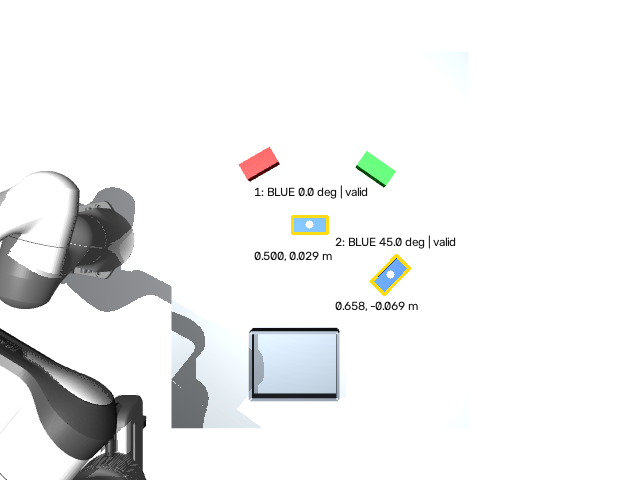 1: BLUE 0.0 deg | valid
0.500, 0.029 m
2: BLUE 45.0 deg | valid
0.658, -0.069 m